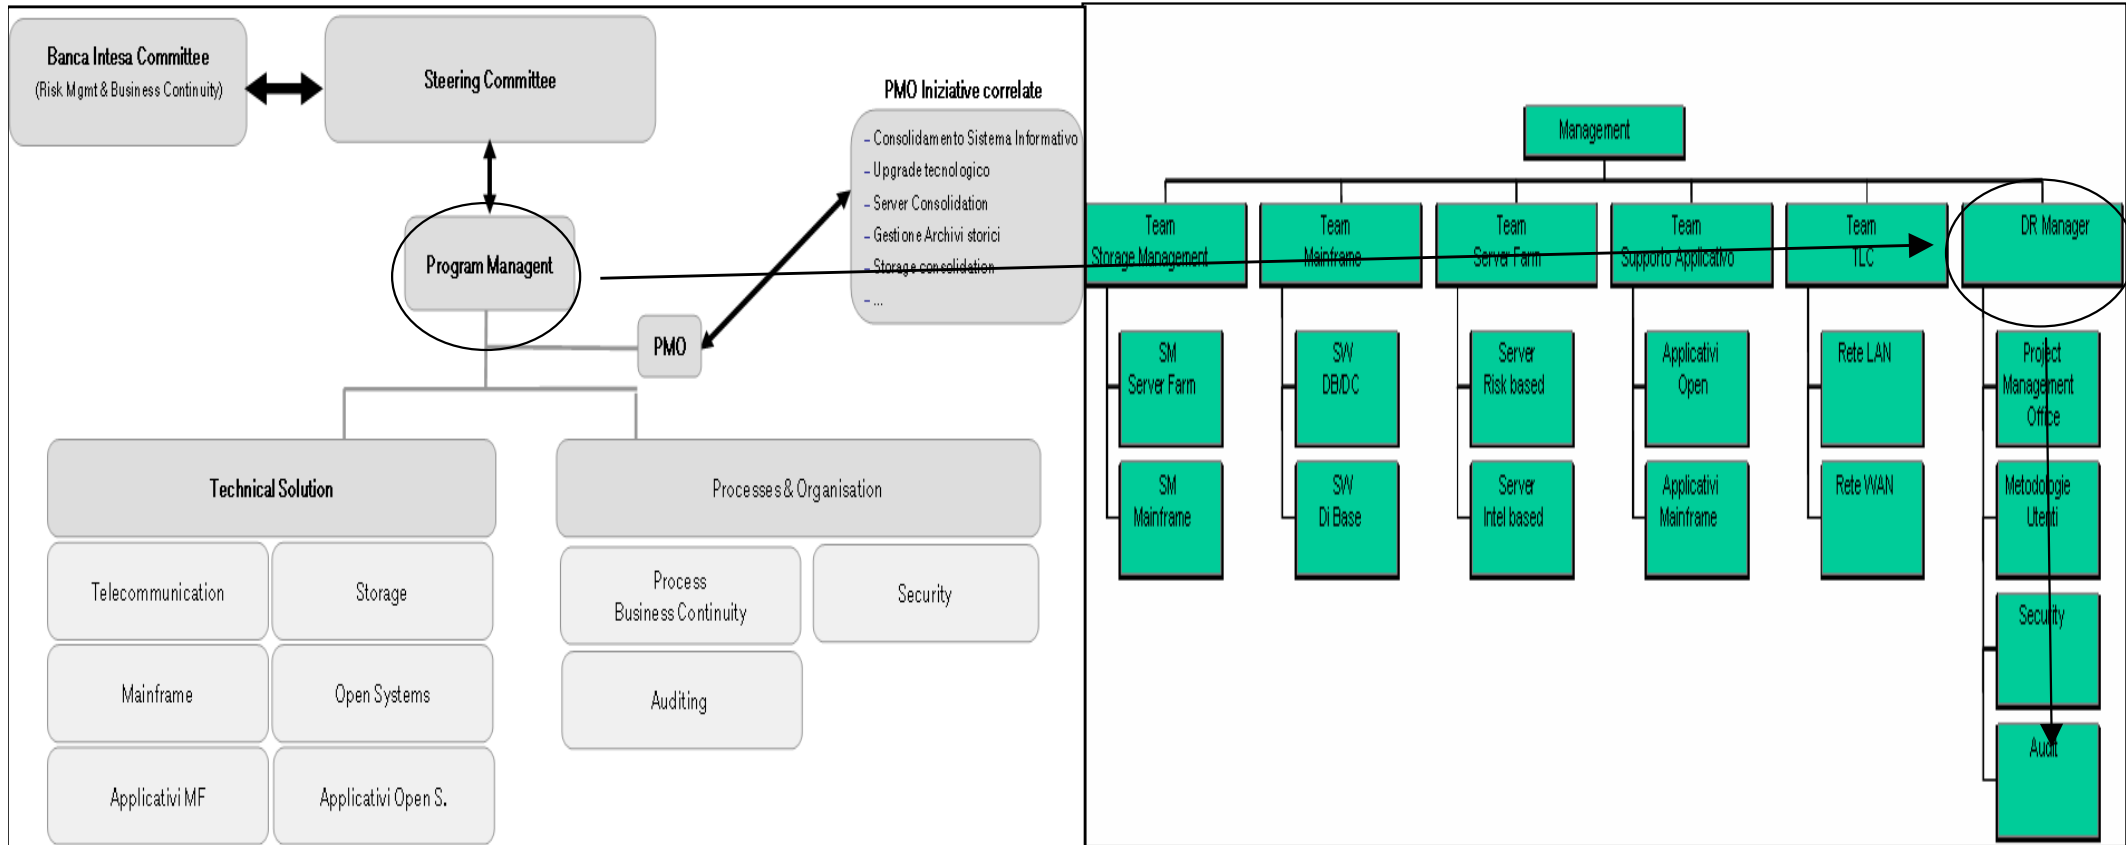 Banca Intesa Committee
(Risk Mgmt & Business Continuity)
Steering Committee
Program Managent
PMO
PMO Iniziative correlate
– Consolidamento Sistema Informativo
– Upgrade tecnologico
– Server Consolidation
– Gestione Archivi storici
– Storage consolidation
– ...
Technical Solution
Telecommunication
Storage
Mainframe
Open Systems
Applicativi MF
Applicativi Open S.
Processes & Organisation
Process
Business Continuity
Security
Auditing
Management
Team
Storage Management
SM
Server Farm
SM
Mainframe
Team
Mainframe
SW
DB/DC
SW
Di Base
Team
Server Farm
Server
Risk based
Server
Intel based
Team
Supporto Applicativo
Applicativi
Open
Applicativi
Mainframe
Team
TLC
Rete LAN
Rete WAN
DR Manager
Project
Management
Office
Metodologie
Utenti
Security
Audit